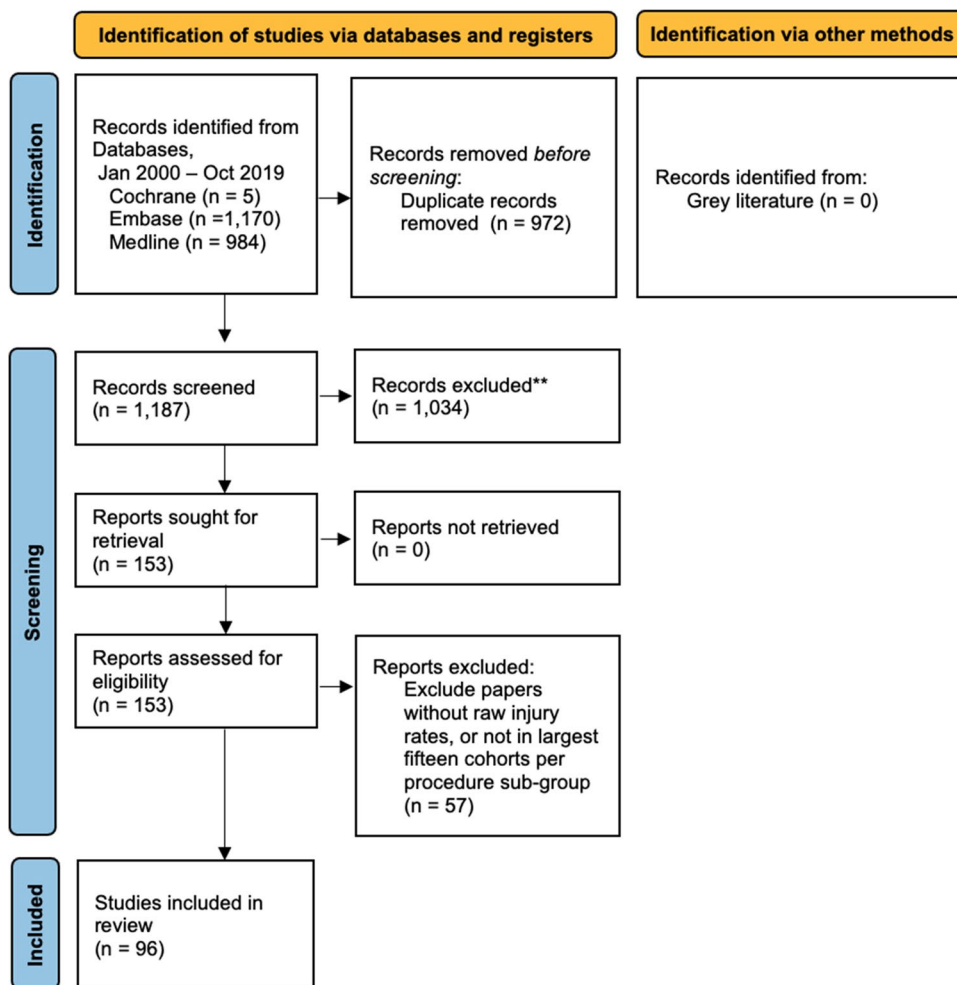 Identification of studies via databases and registers
Identification via other methods
Identification
Records identified from
Databases,
Jan 2000 – Oct 2019
Cochrane (n = 5)
Embase (n =1,170)
Medline (n = 984)
Records removed before
screening:
Duplicate records
removed (n = 972)
Records identified from:
Grey literature (n = 0)
Screening
Records screened
(n = 1,187)
Records excluded**
(n = 1,034)
Reports sought for
retrieval
(n = 153)
Reports not retrieved
(n = 0)
Reports assessed for
eligibility
(n = 153)
Reports excluded:
Exclude papers
without raw injury
rates, or not in largest
fifteen cohorts per
procedure sub-group
(n = 57)
Included
Studies included in
review
(n = 96)